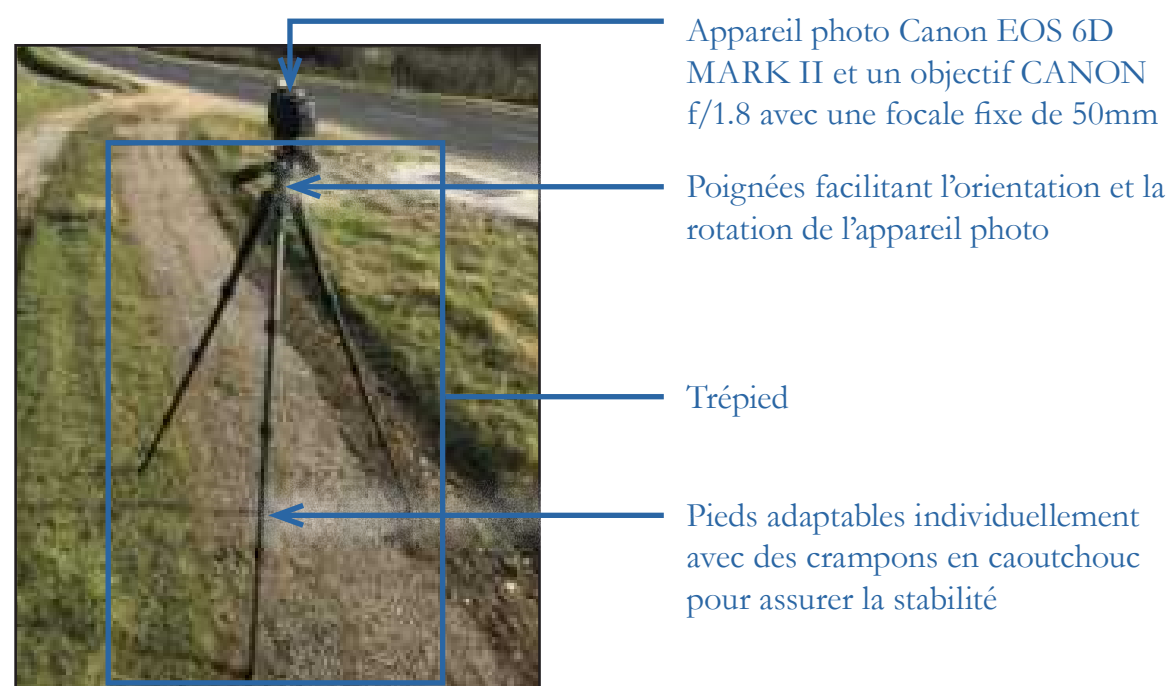 Appareil photo Canon EOS 6D
MARK II et un objectif CANON
f/1.8 avec une focale fixe de 50mm
Poignées facilitant l’orientation et la
rotation de l’appareil photo
Trépied
Pieds adaptables individuellement
avec des crampons en caoutchouc
pour assurer la stabilité